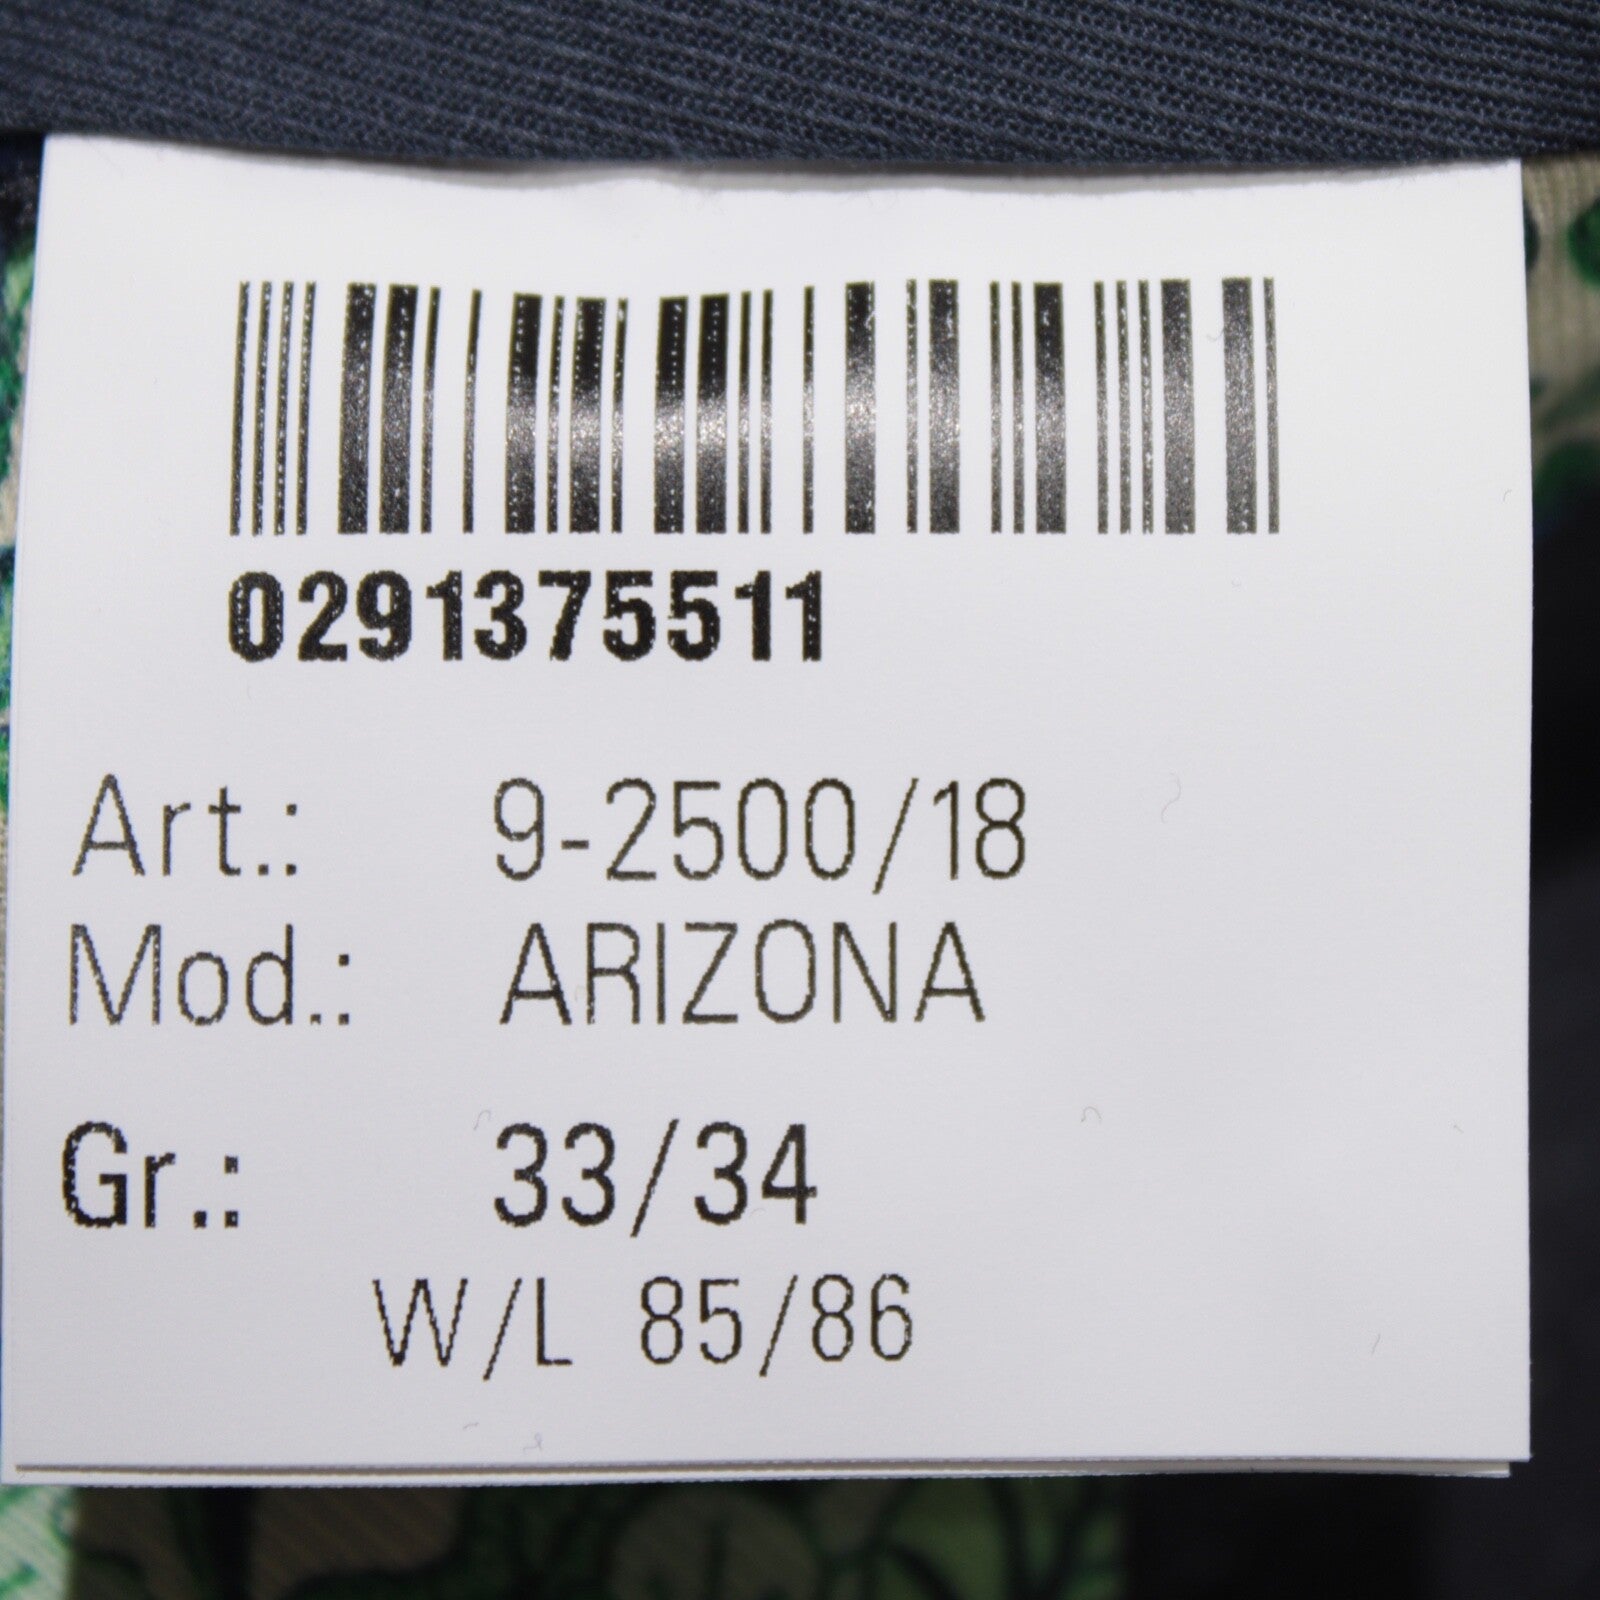 0291375511
Art.: 9-2500/18
Mod.: ARIZONA
Gr.: 33/34
W/L 85/86